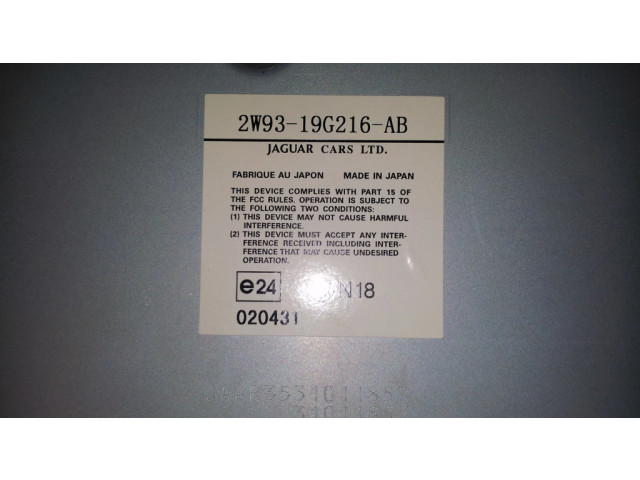 2W93-19G216-AB
JAGUAR CARS LTD.
FABRIQUE AU JAPON MADE IN JAPAN
THIS DEVICE COMPLIES WITH PART 15 OF
THE FCC RULES. OPERATION IS SUBJECT TO
THE FOLLOWING TWO CONDITIONS:
(1) THIS DEVICE MAY NOT CAUSE HARMFUL
INTERFERENCE.
(2) THIS DEVICE MUST ACCEPT ANY INTER-
FERENCE RECEIVED INCLUDING INTER-
FERENCE THAT MAY CAUSE UNDESIRED
OPERATION.
e24 N18
020431